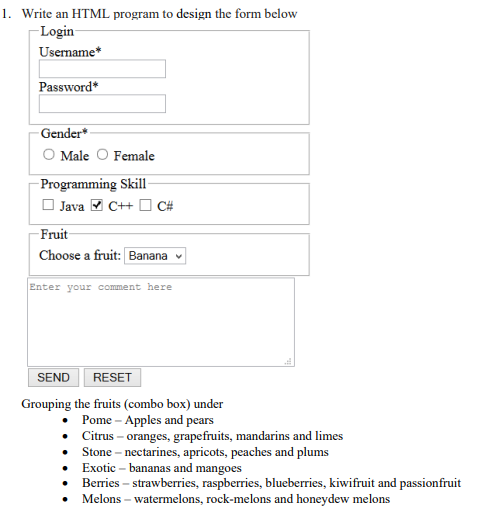 1. Write an HTML program to design the form below
Login
Username*
Password*
Gender*
Male Female
Programming Skill
Java C++ C#
Fruit
Choose a fruit: Banana
Enter your comment here
SEND RESET
Grouping the fruits (combo box) under
• Pome – Apples and pears
• Citrus – oranges, grapefruits, mandarins and limes
• Stone – nectarines, apricots, peaches and plums
• Exotic – bananas and mangoes
• Berries – strawberries, raspberries, blueberries, kiwifruit and passionfruit
• Melons – watermelons, rock-melons and honeydew melons